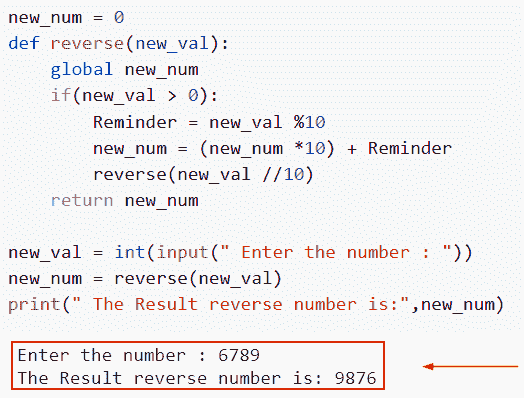 new_num = 0
def reverse(new_val):
    global new_num
    if(new_val > 0):
        Reminder = new_val %10
        new_num = (new_num *10) + Reminder
        reverse(new_val //10)
    return new_num

new_val = int(input(" Enter the number : "))
new_num = reverse(new_val)
print(" The Result reverse number is:",new_num)
Enter the number : 6789
The Result reverse number is: 9876